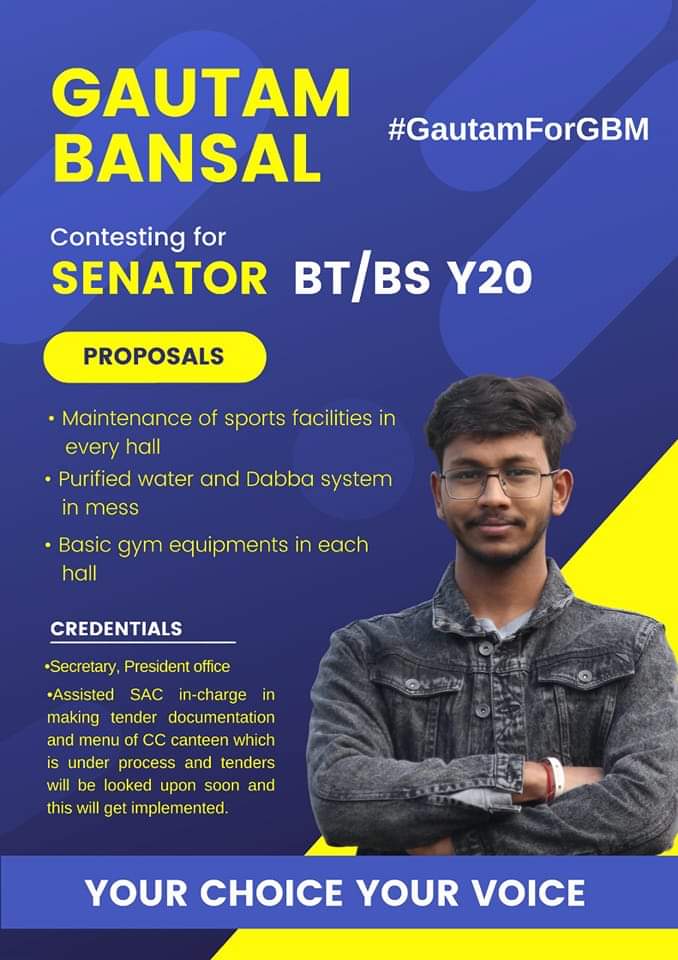 GAUTAM
BANSAL
#GautamForGBM
Contesting for
SENATOR BT/BS Y20
PROPOSALS
• Maintenance of sports facilities in
every hall
• Purified water and Dabba system
in mess
• Basic gym equipments in each
hall
CREDENTIALS
•Secretary, President office
•Assisted SAC in-charge in
making tender documentation
and menu of CC canteen which
is under process and tenders
will be looked upon soon and
this will get implemented.
YOUR CHOICE YOUR VOICE